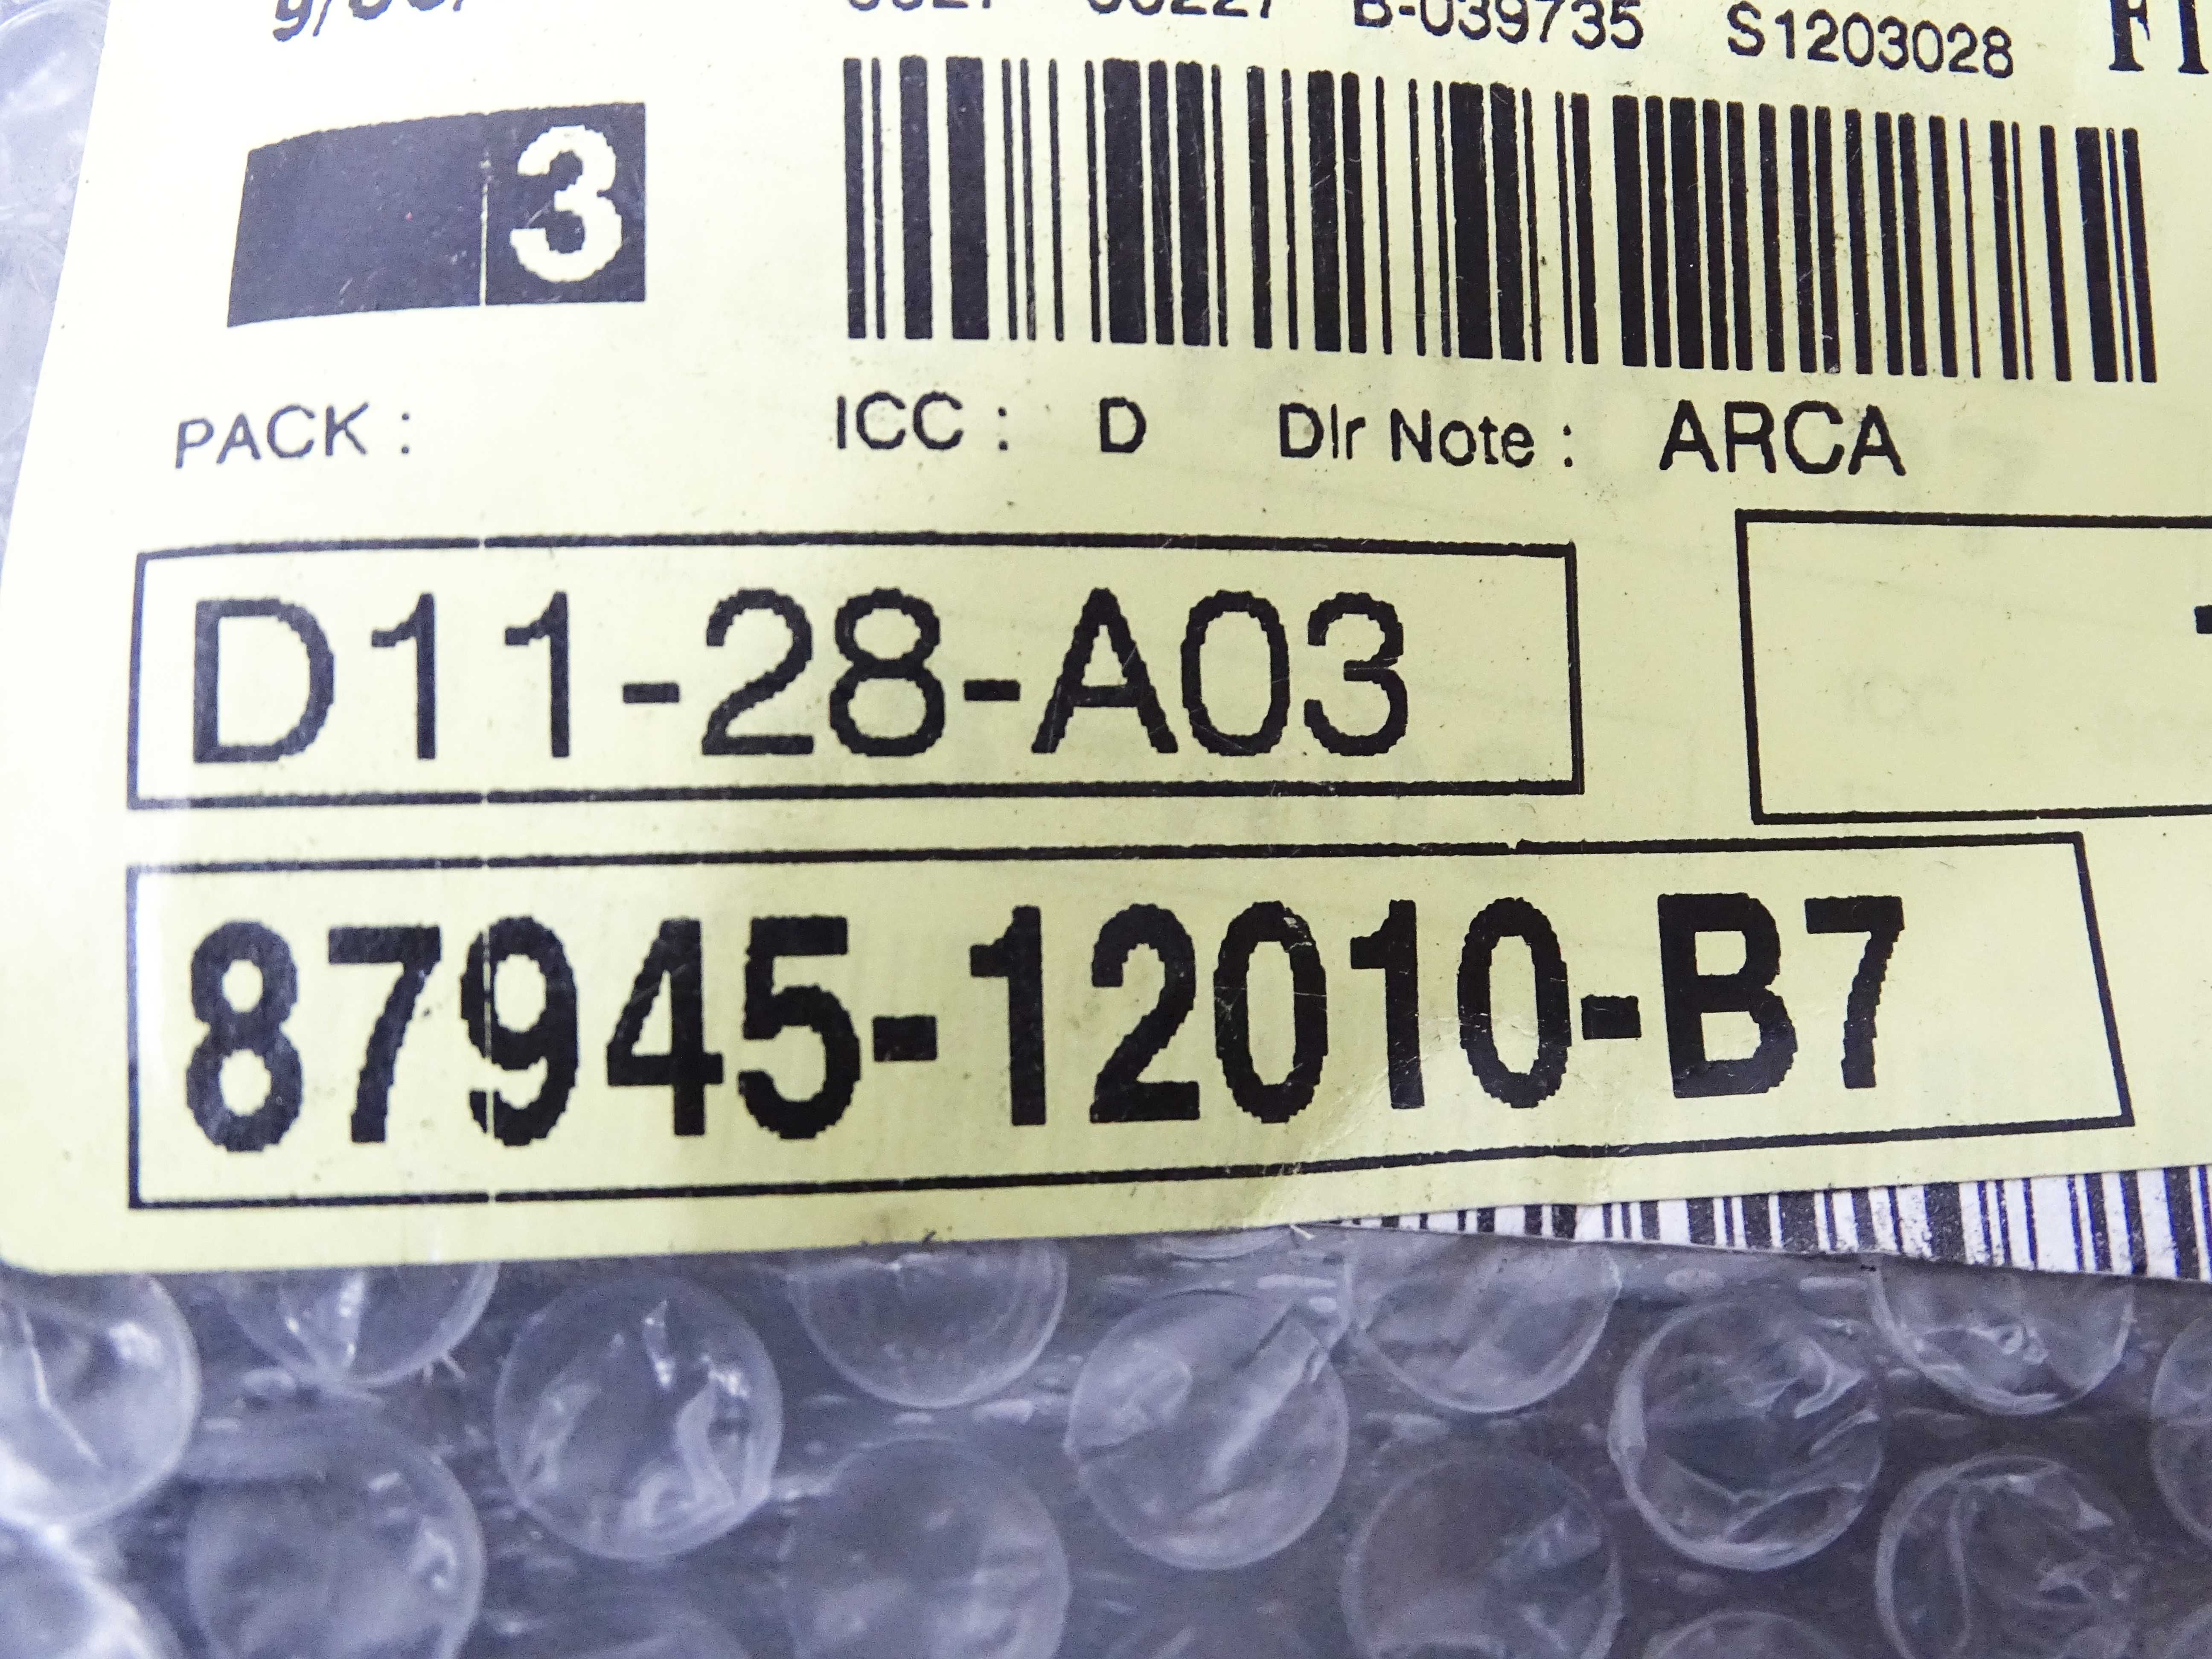 B-039735 S1203028
3
PACK : ICC : D Dlr Note : ARCA
D11-28-A03
87945-12010-B7